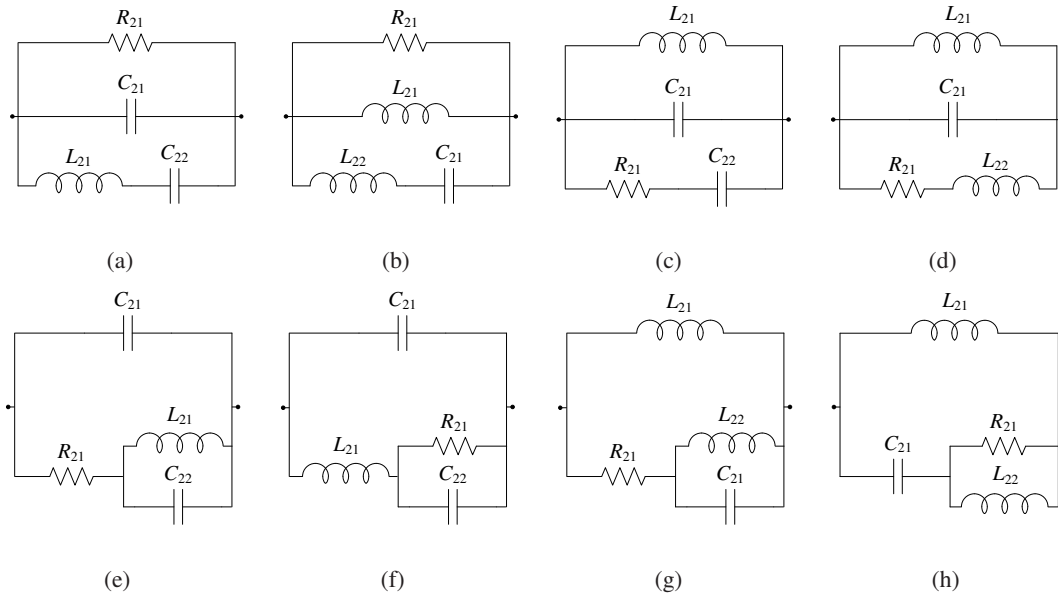 R21 R21 L21 L21
C21 L21 C21 C21
L21 C22 L22 C21 R21 C22 R21 L22
(a) (b) (c) (d)
C21 C21 L21 L21
L21 R21 L22 R21
R21 C22 L21 C22 R21 C21 C21 L22
(e) (f) (g) (h)